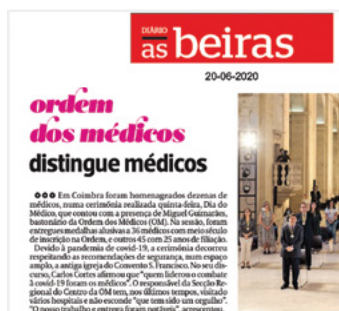 DIÁRIO
as beiras
20-06-2020
ordem
dos médicos
distingue médicos
Em Coimbra foram homenageados dezenas de
médicos, numa cerimónia realizada quinta-feira, Dia do
Médico, que contou com a presença de Miguel Guimarães,
bastonário da Ordem dos Médicos (OM). Na sessão, foram
entregues medalhas alusivas a 36 médicos com meio século
de inscrição na Ordem, e outros 45 com 25 anos de filiação.
Devido à pandemia de covid-19, a cerimónia decorreu
respeitando as recomendações de segurança, num espaço
amplo, a antiga igreja do Convento S. Francisco. No seu dis-
curso, Carlos Cortes afirmou que "quem liderou o combate
à covid-19 foram os médicos". O responsável da Secção Re-
gional do Centro da OM tem, nos últimos tempos, visitado
vários hospitais e não esconde "que tem sido um orgulho".
"O nosso trabalho e entrega foram notáveis", acrescentou.